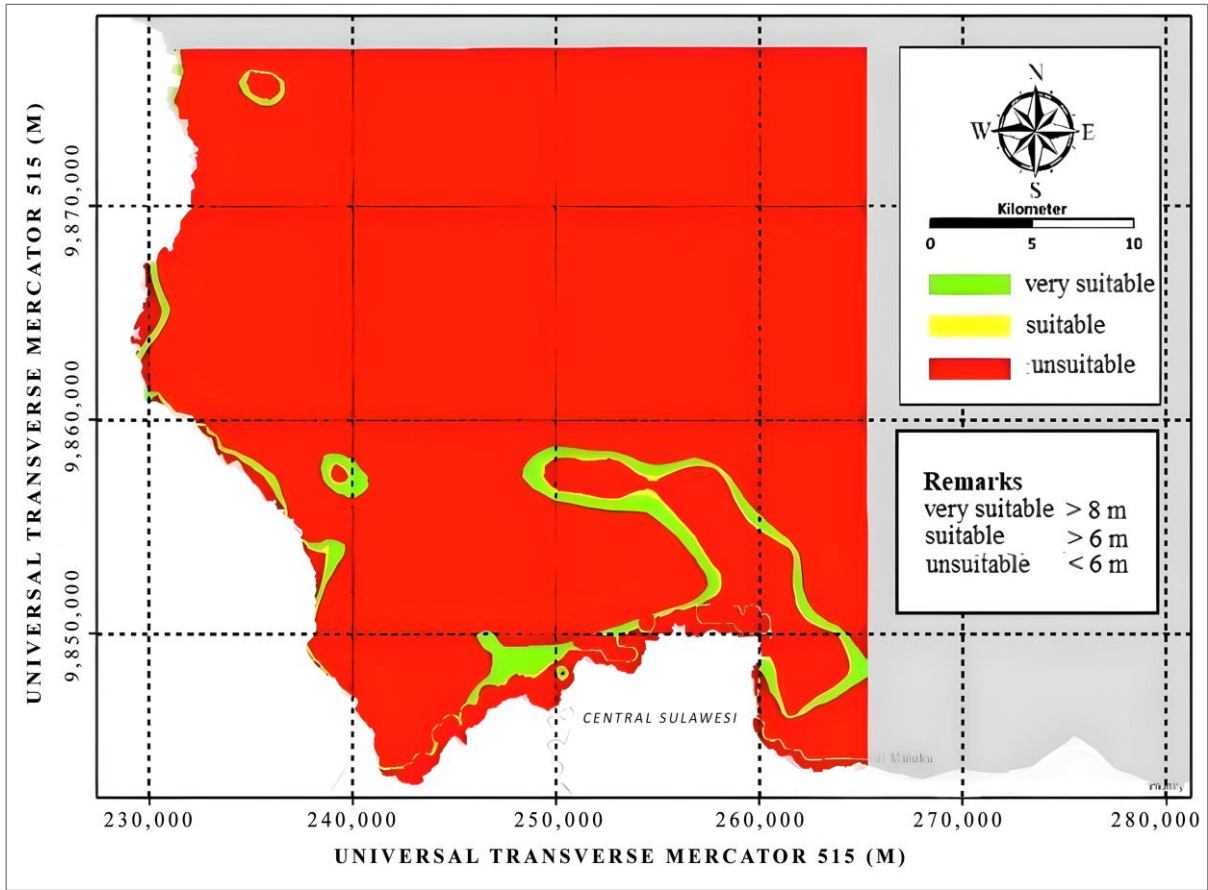 UNIVERSAL TRANSVERSE MERCATOR 515 (M)
9,870,000
9,860,000
9,850,000
N
W
E
S
Kilometer
0 5 10
very suitable
suitable
unsuitable
Remarks
very suitable > 8 m
suitable > 6 m
unsuitable < 6 m
CENTRAL SULAWESI
230,000 240,000 250,000 260,000 270,000 280,000
UNIVERSAL TRANSVERSE MERCATOR 515 (M)